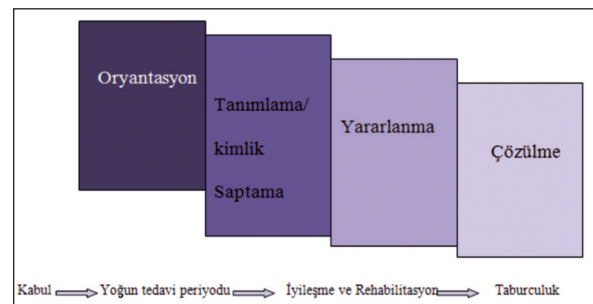 Oryantasyon
Tanımlama/
kimlik
Saptama
Yararlanma
Çözülme
Kabul Yoğun tedavi periyodu İyileşme ve Rehabilitasyon Taburculuk